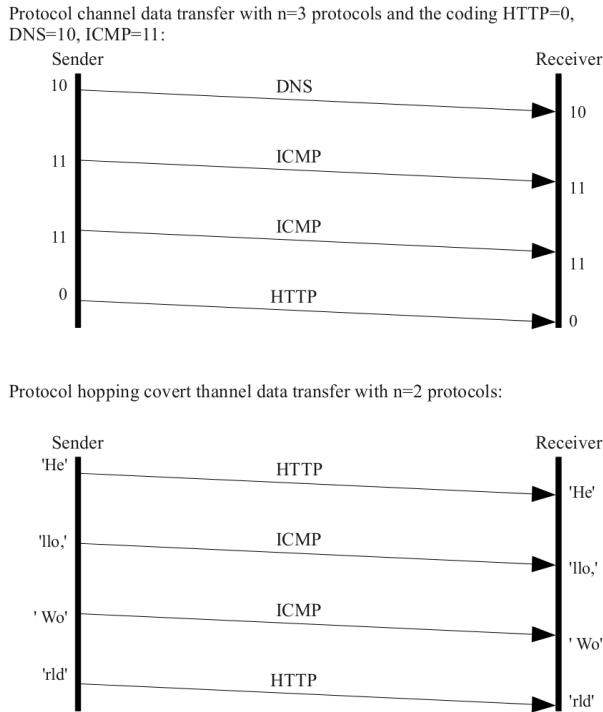 Protocol channel data transfer with n=3 protocols and the coding HTTP=0,
DNS=10, ICMP=11:
Sender Receiver
10 DNS 10
11 ICMP 11
11 ICMP 11
0 HTTP 0
Protocol hopping covert thannel data transfer with n=2 protocols:
Sender Receiver
'He' HTTP 'He'
'llo,' ICMP 'llo,'
' Wo' ICMP ' Wo'
'rld' HTTP 'rld'